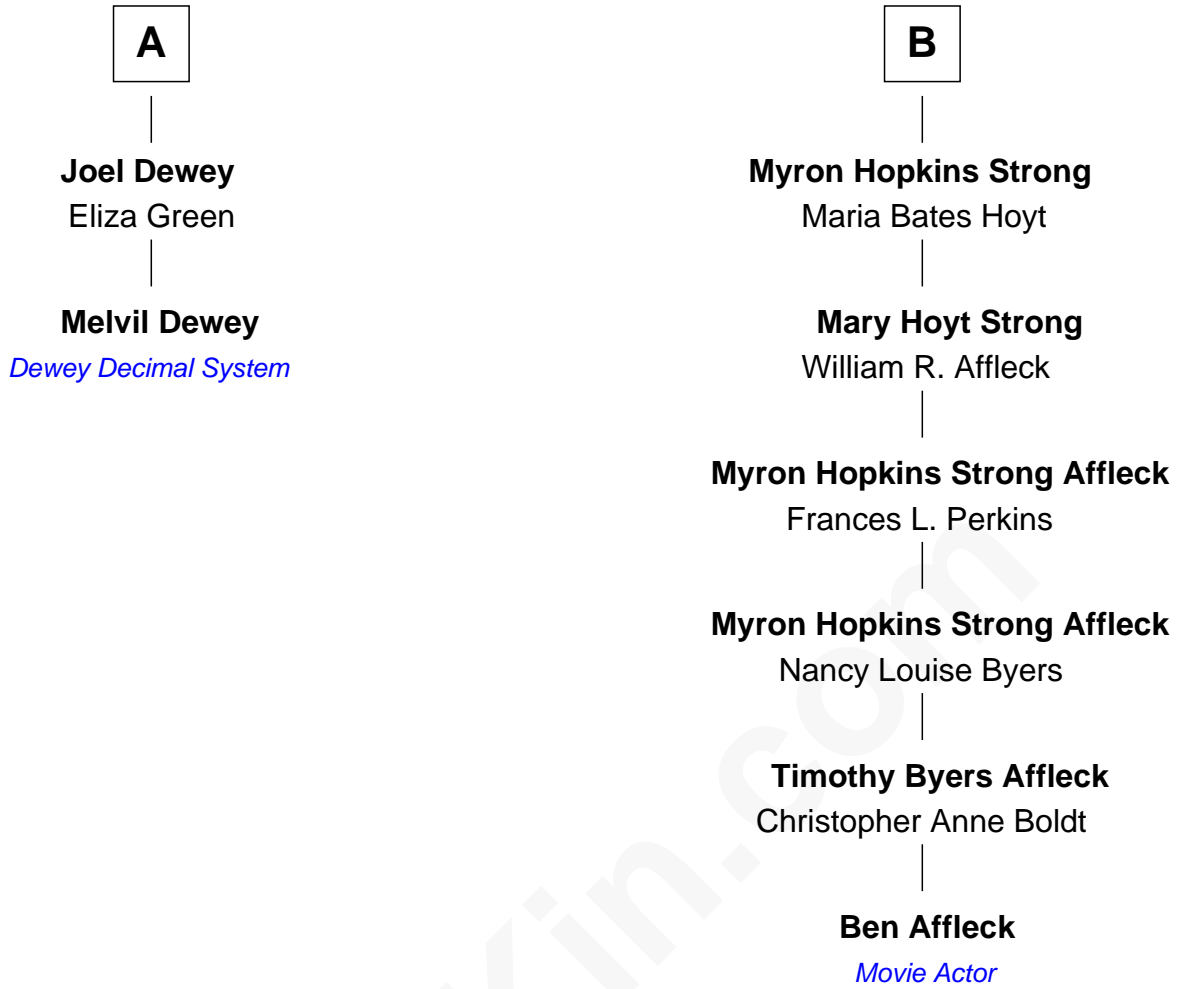 A
Joel Dewey
Eliza Green
Melvil Dewey
Dewey Decimal System
B
Myron Hopkins Strong
Maria Bates Hoyt
Mary Hoyt Strong
William R. Affleck
Myron Hopkins Strong Affleck
Frances L. Perkins
Myron Hopkins Strong Affleck
Nancy Louise Byers
Timothy Byers Affleck
Christopher Anne Boldt
Ben Affleck
Movie Actor
Kin.com